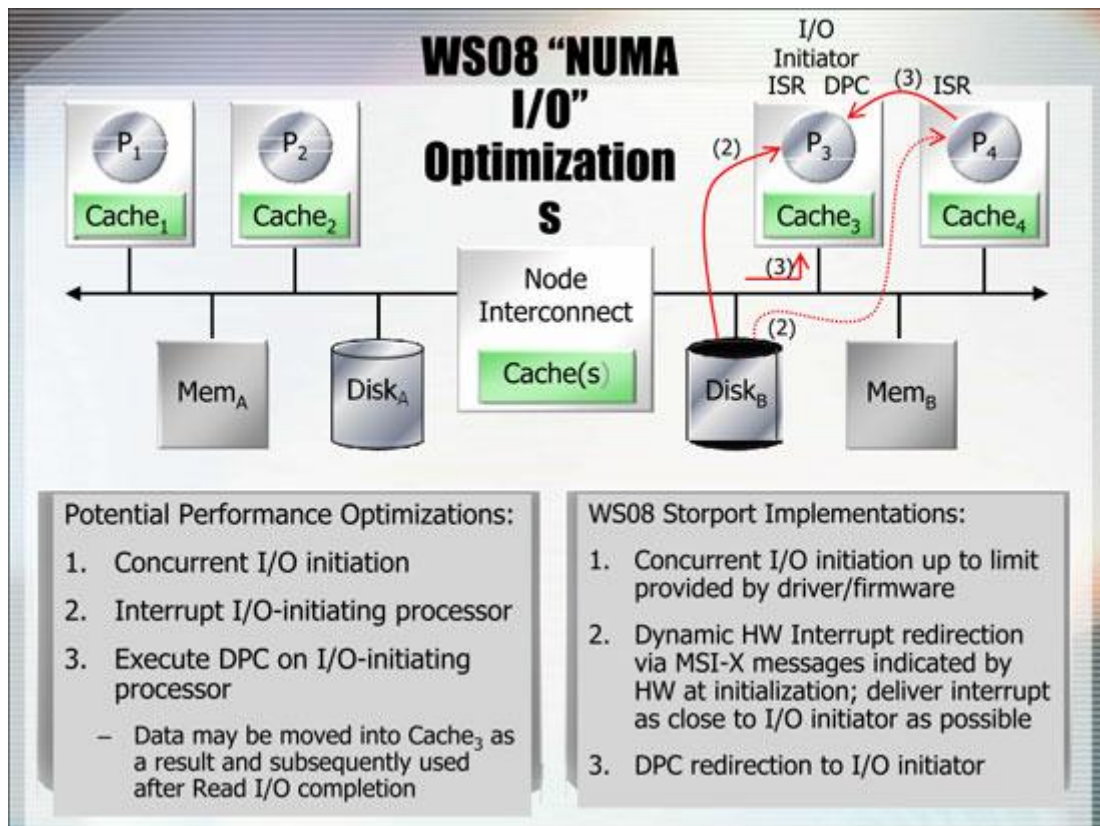 WS08 “NUMA
I/O”
Optimization
s
I/O
Initiator
ISR DPC
(3) ISR
P1
P2
(2)
P3
P4
Cache1
Cache2
Cache3
Cache4
(3)
Node
Interconnect
Cache(s)
(2)
MemA
DiskA
DiskB
MemB
Potential Performance Optimizations:
1. Concurrent I/O initiation
2. Interrupt I/O-initiating processor
3. Execute DPC on I/O-initiating
processor
– Data may be moved into Cache3 as
a result and subsequently used
after Read I/O completion
WS08 Storport Implementations:
1. Concurrent I/O initiation up to limit
provided by driver/firmware
2. Dynamic HW Interrupt redirection
via MSI-X messages indicated by
HW at initialization; deliver interrupt
as close to I/O initiator as possible
3. DPC redirection to I/O initiator